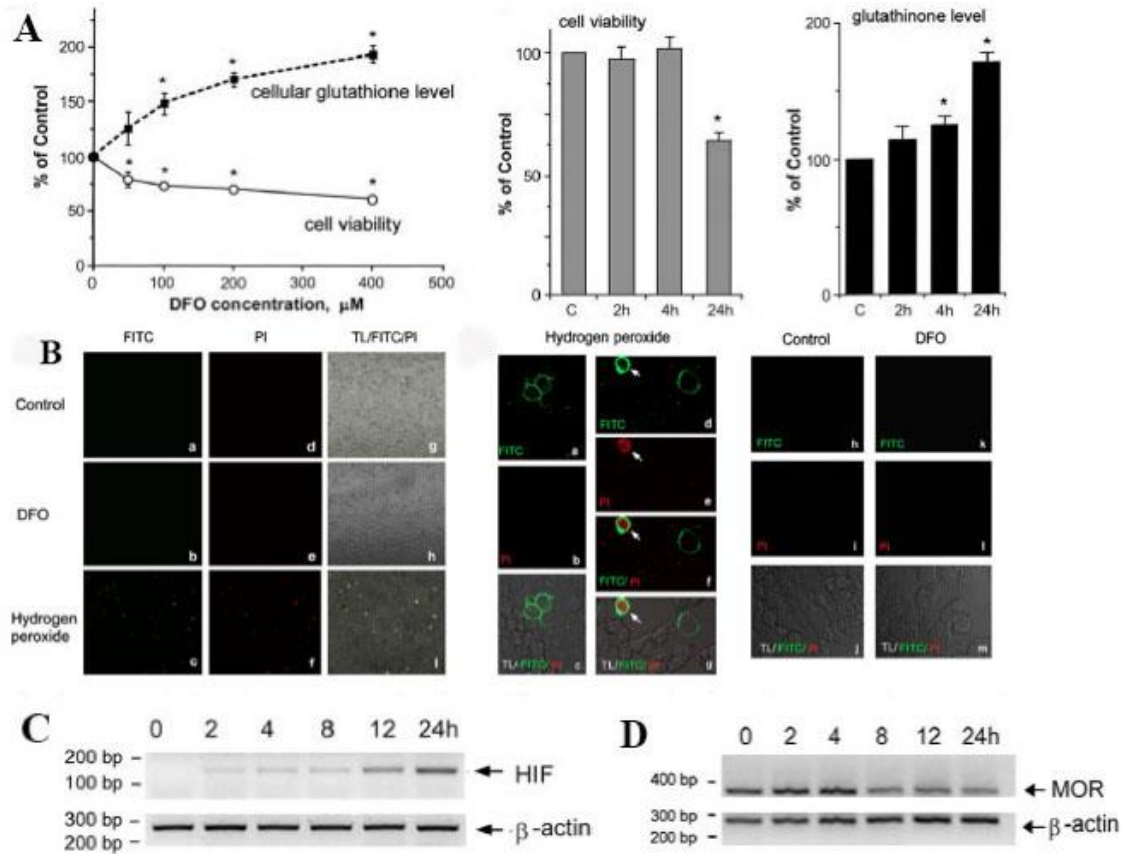 A
200
150
100
50
0
% of Control
cellular glutathione level
cell viability
0 100 200 300 400 500
DFO concentration, μM
cell viability
100
50
0
% of Control
C 2h 4h 24h
glutathinone level
200
100
0
% of Control
C 2h 4h 24h
B
FITC PI TL/FITC/PI
Control
a d g
DFO
b e h
Hydrogen
peroxide
c f i
Hydrogen peroxide
FITC a
PI b
TL/FITC/PI c
FITC d
PI e
FITC/PI f
TL/FITC/PI g
Control DFO
FITC h
FITC k
PI i
PI l
TL/FITC/PI j
TL/FITC/PI m
C
0 2 4 8 12 24h
200 bp
100 bp
HIF
300 bp
200 bp
β-actin
D
0 2 4 8 12 24h
400 bp
MOR
300 bp
200 bp
β-actin